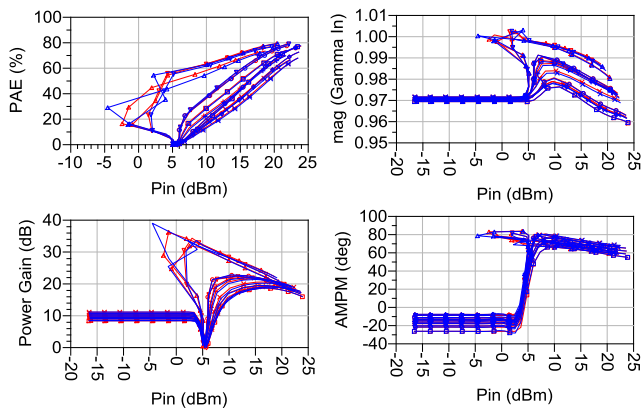 100
80
60
40
20
0
PAE (%)
-10 -5 0 5 10 15 20 25
Pin (dBm)
1.01
1.00
0.99
0.98
0.97
0.96
0.95
mag (Gamma In)
-20 -15 -10 -5 0 5 10 15 20 25
Pin (dBm)
40
30
20
10
0
Power Gain (dB)
-20 -15 -10 -5 0 5 10 15 20 25
Pin (dBm)
100
80
60
40
20
0
-20
-40
AMPM (deg)
-20 -15 -10 -5 0 5 10 15 20 25
Pin (dBm)